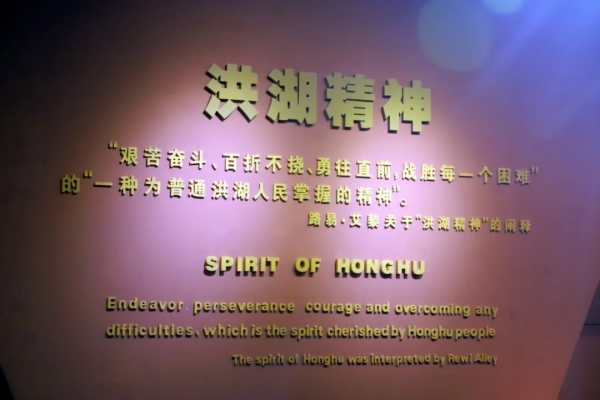 洪湖精神
“艰苦奋斗、百折不挠、勇往直前,战胜每一个困难”
的“一种为普通洪湖人民掌握的精神”。
路易·艾黎关于“洪湖精神”的阐释
SPIRIT OF HONGHU
Endeavor perseverance courage and overcoming any
difficulties, which is the spirit cherished by Honghu people
The spirit of Honghu was interpreted by Rewi Alley